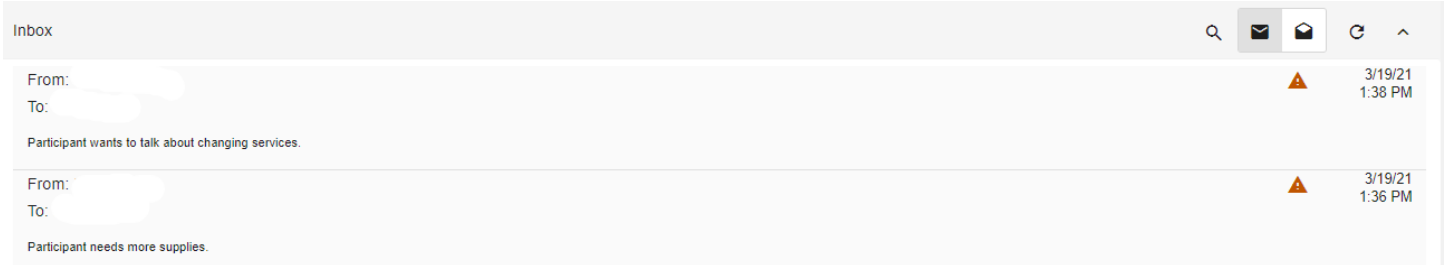 Inbox
From:
3/19/21
1:38 PM
To:
Participant wants to talk about changing services.
From:
3/19/21
1:36 PM
To:
Participant needs more supplies.